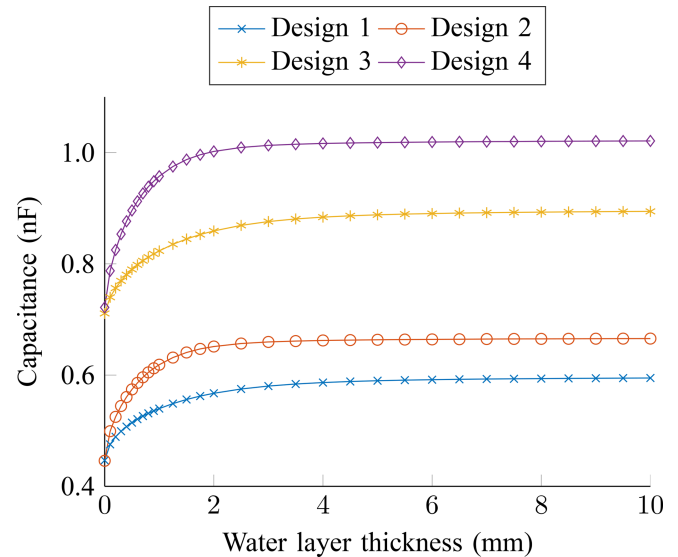 Design 1 Design 2
Design 3 Design 4
1.0
0.8
0.6
0.4
0 2 4 6 8 10
Capacitance (nF)
Water layer thickness (mm)